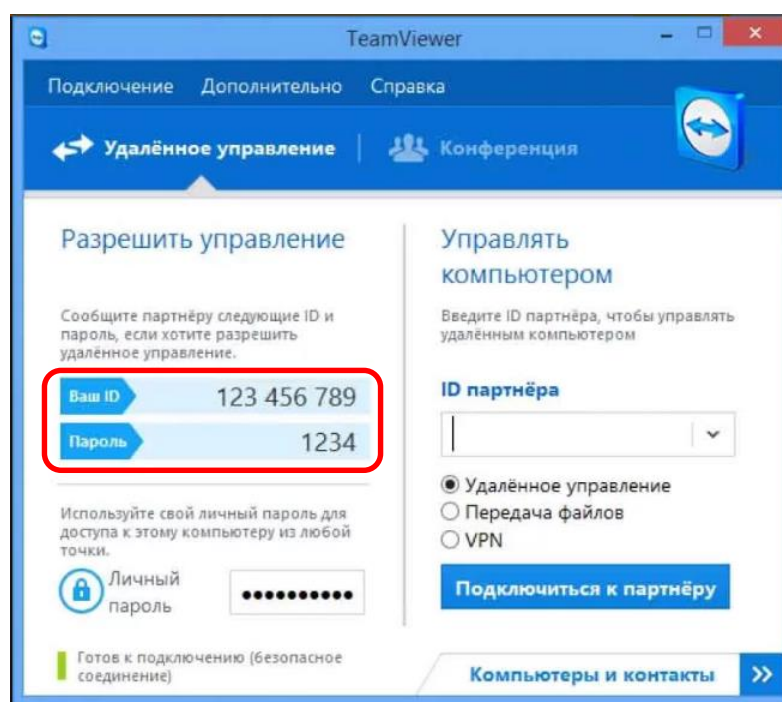 TeamViewer
Подключение Дополнительно Справка
Удалённое управление
Конференция
Разрешить управление
Сообщите партнёру следующие ID и
пароль, если хотите разрешить
удалённое управление.
Ваш ID 123 456 789
Пароль 1234
Используйте свой личный пароль для
доступа к этому компьютеру из любой
точки.
Личный
пароль
Готов к подключению (безопасное
соединение)
Управлять
компьютером
Введите ID партнёра, чтобы управлять
удалённым компьютером
ID партнёра
Удалённое управление
Передача файлов
VPN
Подключиться к партнёру
Компьютеры и контакты